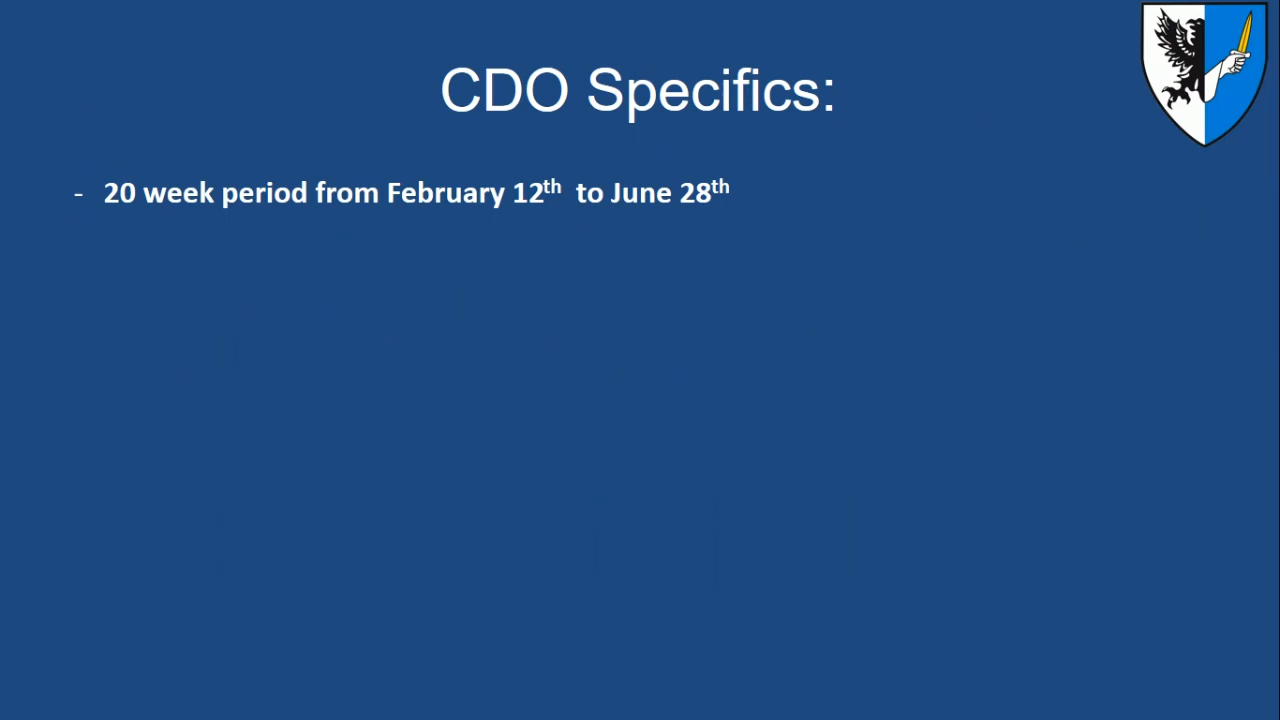 CDO Specifics:
- 20 week period from February 12th to June 28th